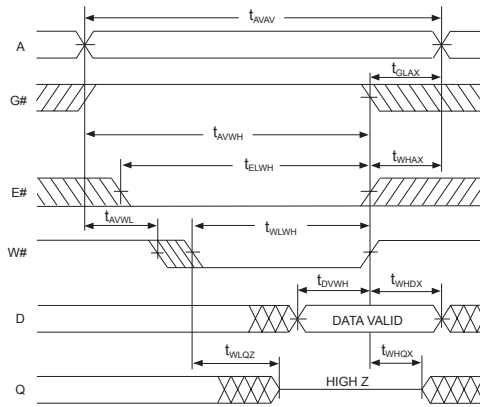 tAVAV
A
tGLAX
G#
tAVWH
tELWH
tWHAX
E#
tAVWL
tWLWH
W#
tDVWH
tWHDX
D
DATA VALID
tWLQZ
tWHQX
HIGH Z
Q